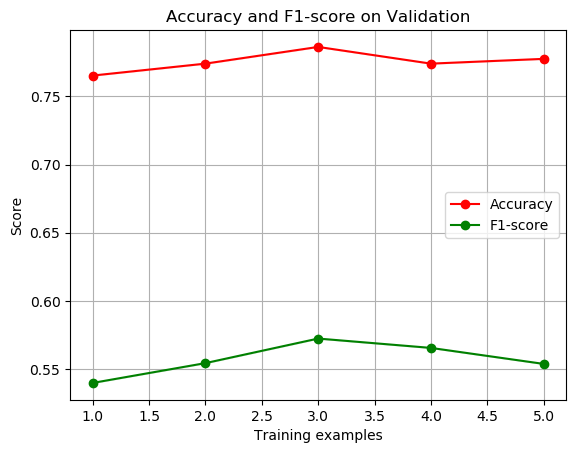 Accuracy and F1-score on Validation
Score
0.75
0.70
0.65
0.60
0.55
Accuracy
F1-score
1.0 1.5 2.0 2.5 3.0 3.5 4.0 4.5 5.0
Training examples